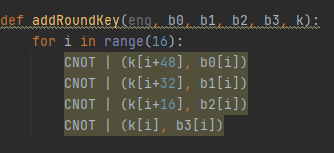 def addRoundKey(eng, b0, b1, b2, b3, k):
    for i in range(16):
        CNOT | (k[i+48], b0[i])
        CNOT | (k[i+32], b1[i])
        CNOT | (k[i+16], b2[i])
        CNOT | (k[i], b3[i])